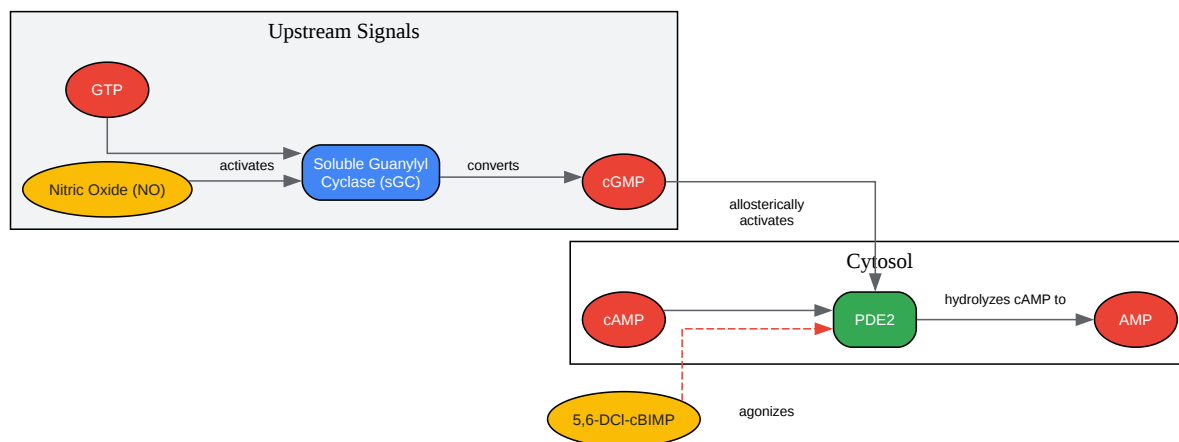 Upstream Signals
GTP
activates
Nitric Oxide (NO)
Soluble Guanylyl
Cyclase (sGC)
converts
cGMP
allosterically
activates
Cytosol
cAMP
PDE2
hydrolyzes cAMP to
AMP
5,6-DCl-cBIMP
agonizes